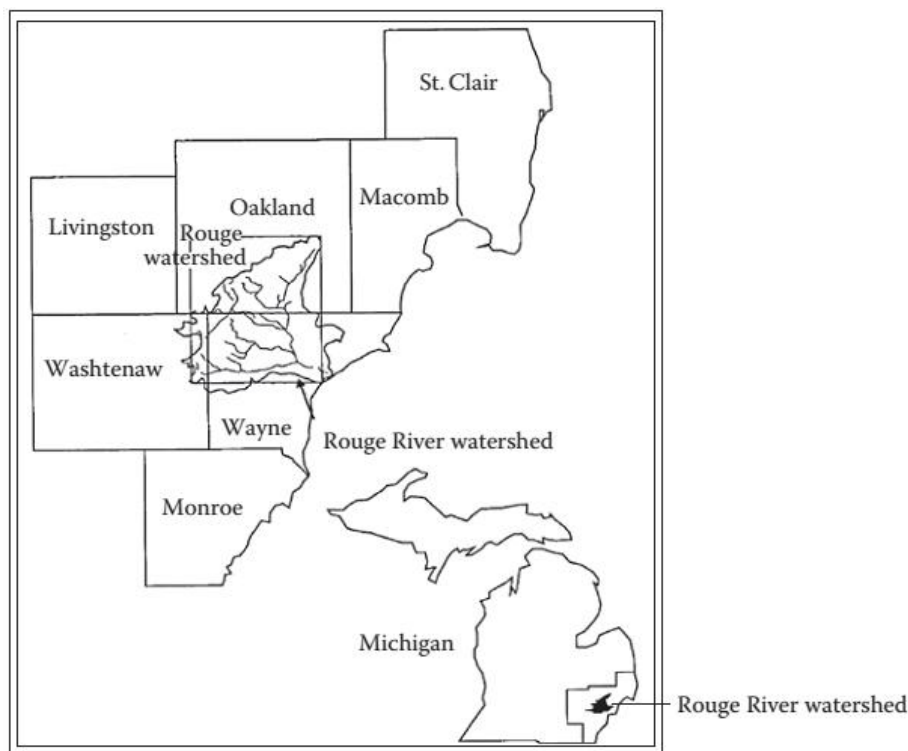 St. Clair
Macomb
Oakland
Livingston
Rouge
watershed
Washtenaw
Wayne
Rouge River watershed
Monroe
Michigan
Rouge River watershed